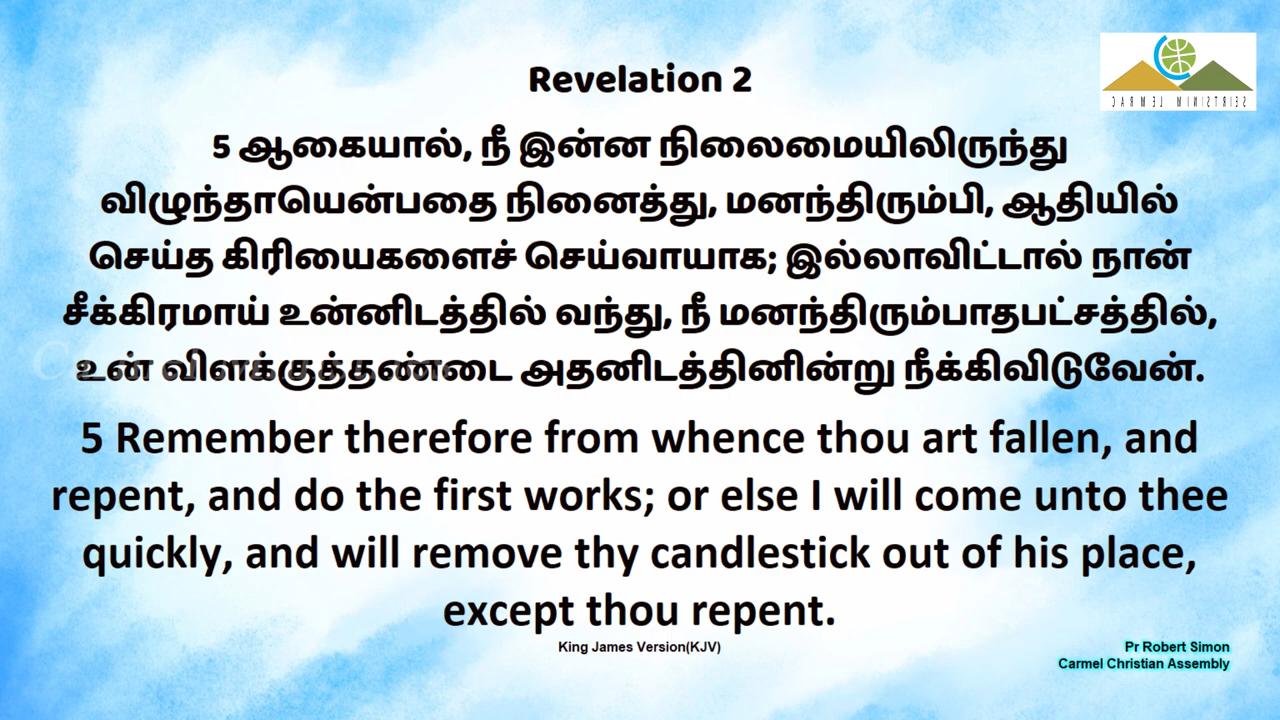 Revelation 2
5 ஆகையால், நீ இன்ன நிலைமையிலிருந்து
விழுந்தாயென்பதை நினைத்து, மனந்திரும்பி, ஆதியில்
செய்த கிரியைகளைச் செய்வாயாக; இல்லாவிட்டால் நான்
சீக்கிரமாய் உன்னிடத்தில் வந்து, நீ மனந்திரும்பாதபட்சத்தில்,
உன் விளக்குத்தண்டை அதனிடத்தினின்று நீக்கிவிடுவேன்.
5 Remember therefore from whence thou art fallen, and
repent, and do the first works; or else I will come unto thee
quickly, and will remove thy candlestick out of his place,
except thou repent.
King James Version(KJV)
Pr Robert Simon
Carmel Christian Assembly
CARMEL MINISTRIES